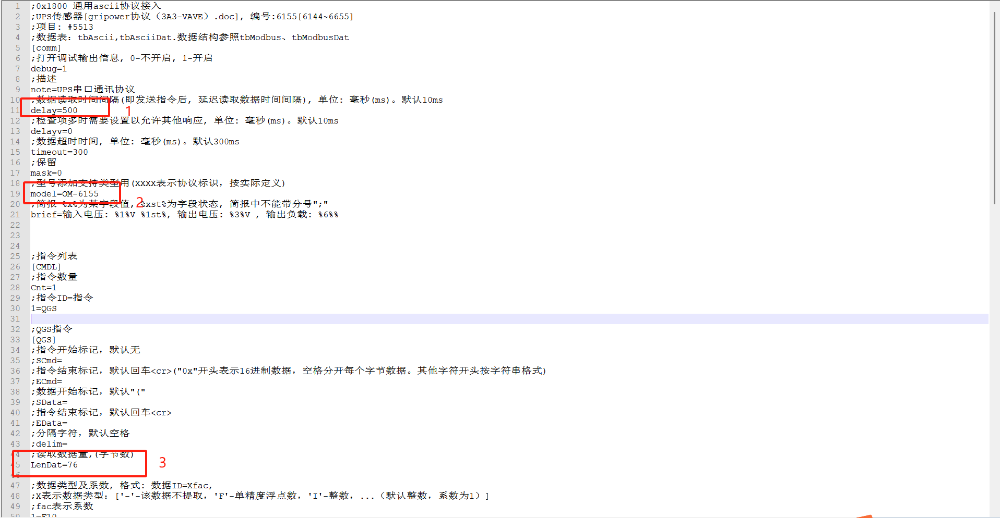 1 ;0x1800 通用ascii协议接入
2 ;UPS传感器[gripower协议（3A3-VAVE）.doc], 编号:6155[6144~6655]
3 ;项目: #5513
4 ;数据表: tbAscii,tbAsciiDat.数据结构参照tbModbus、tbModbusDat
5 [comm]
6 ;打开调试输出信息, 0-不开启, 1-开启
7 debug=1
8 ;描述
9 note=UPS串口通讯协议
10 ;数据读取时间间隔(即发送指令后, 延迟读取数据时间间隔), 单位: 毫秒(ms)。默认10ms
11 delay=500 1
12 ;检查项多时需要设置以允许其他响应, 单位: 毫秒(ms)。默认10ms
13 delayv=0
14 ;数据超时时间, 单位: 毫秒(ms)。默认300ms
15 timeout=300
16 ;保留
17 mask=0
18 ;型号添加支持类型用(XXXX表示协议标识, 按实际定义)
19 model=OM-6155 2
20 ;简报 %x%为某字段值, %xst%为字段状态, 简报中不能带分号";"
21 brief=输入电压: %1%V %1st%, 输出电压: %3%V , 输出负载: %6%%
22
23
24
25 ;指令列表
26 [CMDL]
27 ;指令数量
28 Cnt=1
29 ;指令ID=指令
30 1=QGS
31
32 ;QGS指令
33 [QGS]
34 ;指令开始标记, 默认无
35 ;SCmd=
36 ;指令结束标记, 默认回车<cr>("0x"开头表示16进制数据, 空格分开每个字节数据。其他字符开头按字符串格式)
37 ;ECmd=
38 ;数据开始标记, 默认"("
39 ;SData=
40 ;指令结束标记, 默认回车<cr>
41 ;EData=
42 ;分隔字符, 默认空格
43 ;delim=
44 ;读取数据量,(字节数)
45 LenDat=76 3
46
47 ;数据类型及系数, 格式: 数据ID=Xfac,
48 ;X表示数据类型: ['-'-该数据不提取, 'F'-单精度浮点数, 'I'-整数, ...（默认整数, 系数为1）]
49 ;fac表示系数
50 1=F10